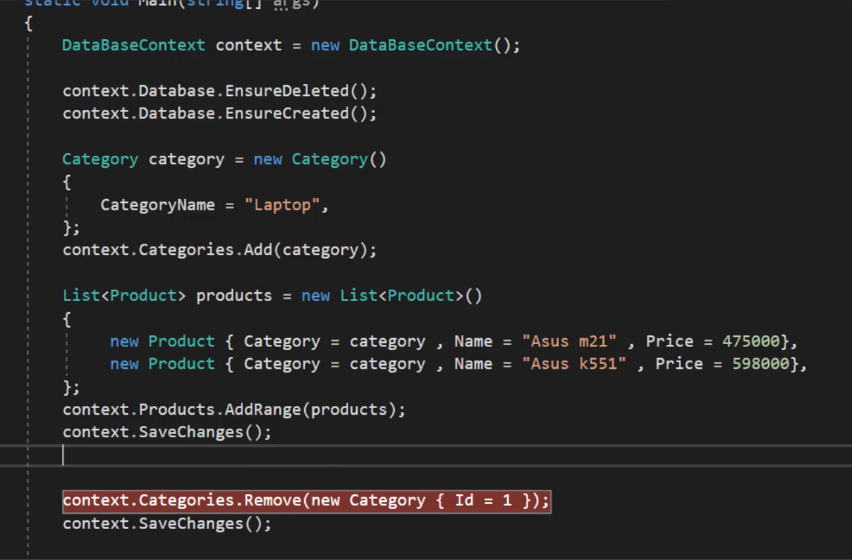 static void Main(string[] args)
{
DataBaseContext context = new DataBaseContext();
context.Database.EnsureDeleted();
context.Database.EnsureCreated();
Category category = new Category()
{
CategoryName = "Laptop",
};
context.Categories.Add(category);
List<Product> products = new List<Product>()
{
new Product { Category = category , Name = "Asus m21" , Price = 475000},
new Product { Category = category , Name = "Asus k551" , Price = 598000},
};
context.Products.AddRange(products);
context.SaveChanges();
context.Categories.Remove(new Category { Id = 1 });
context.SaveChanges();